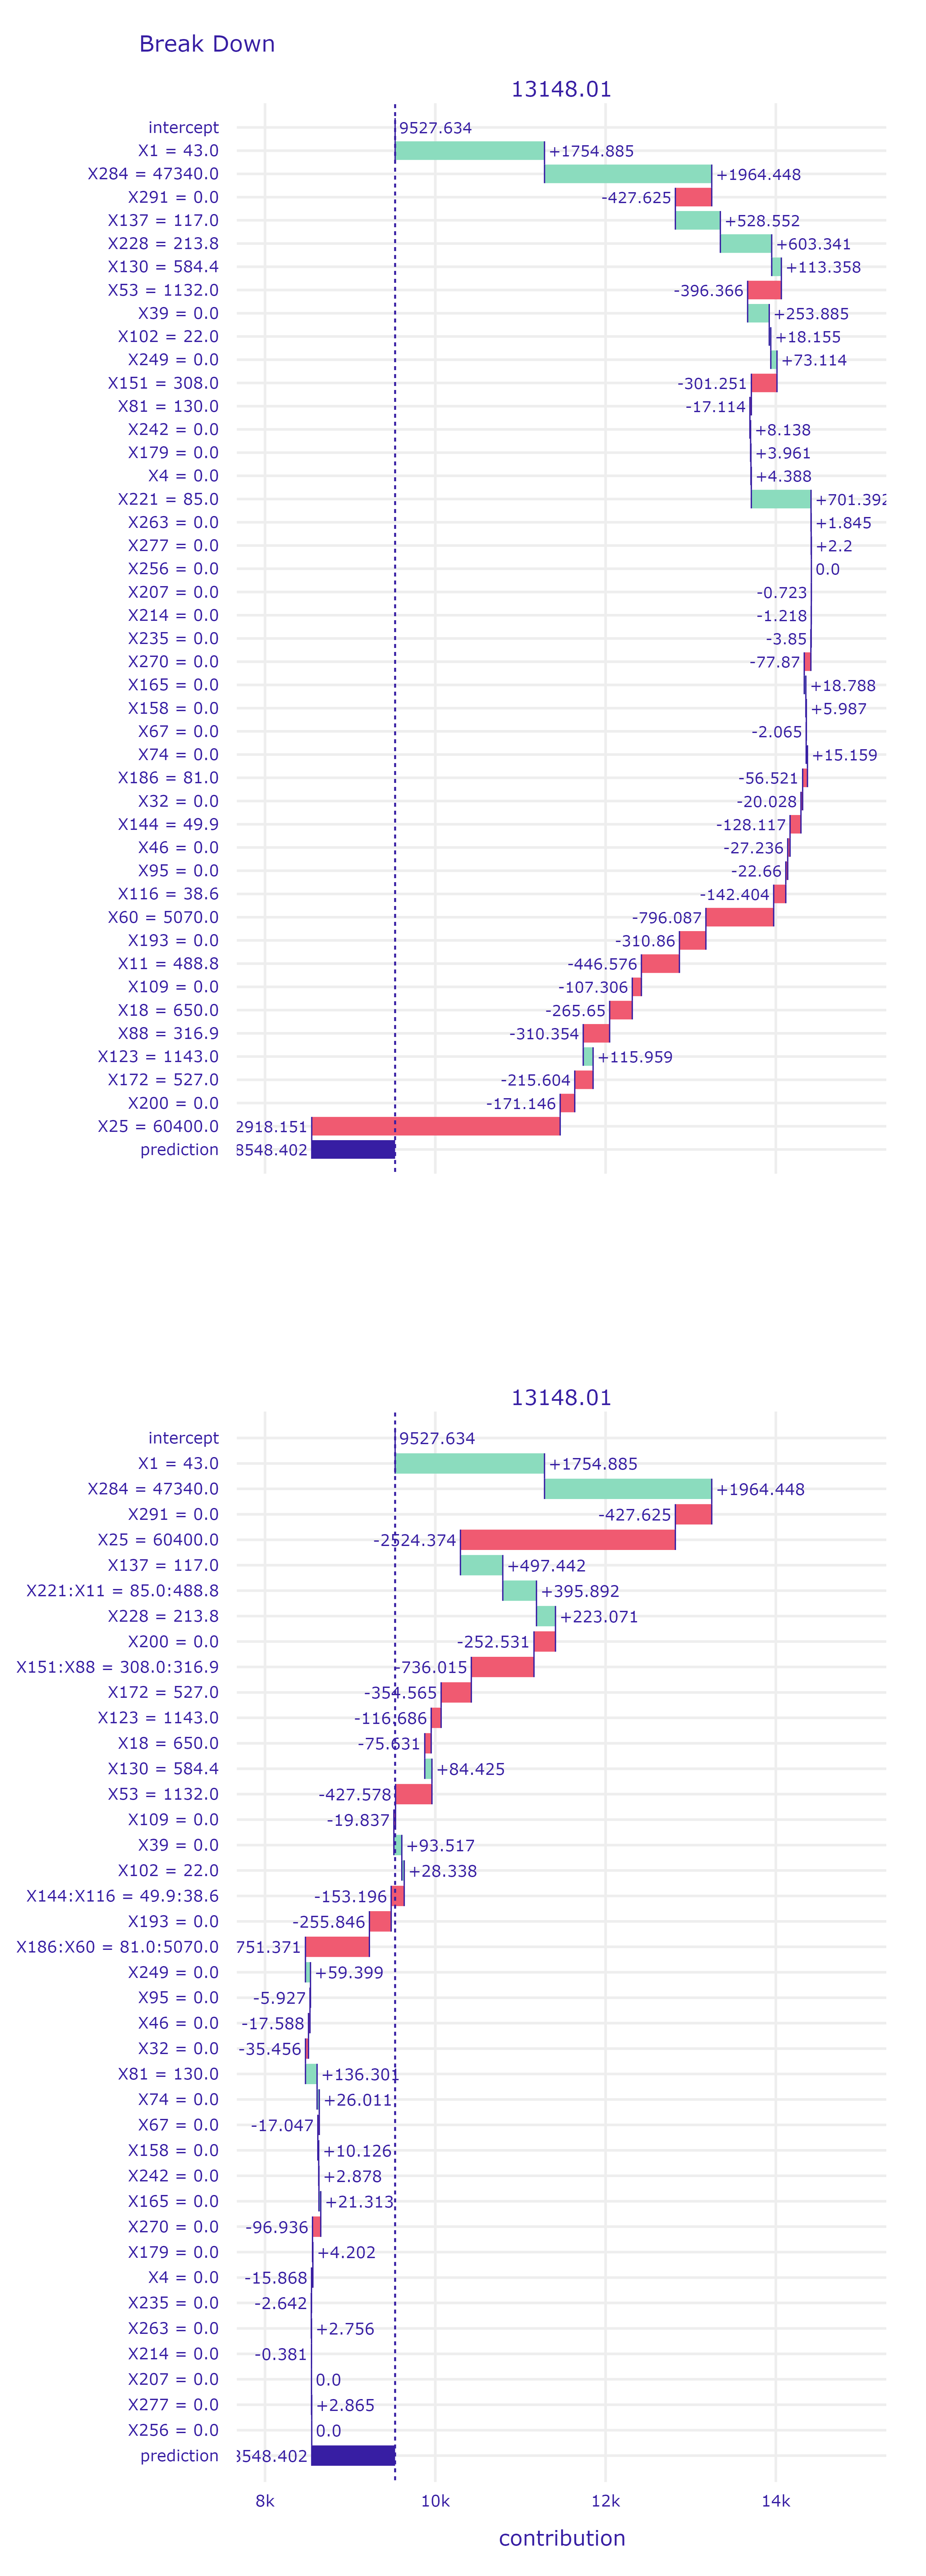 Break Down
13148.01
intercept 9527.634
X1 = 43.0 +1754.885
X284 = 47340.0 +1964.448
X291 = 0.0 -427.625
X137 = 117.0 +528.552
X228 = 213.8 +603.341
X130 = 584.4 +113.358
X53 = 1132.0 -396.366
X39 = 0.0 +253.885
X102 = 22.0 +18.155
X249 = 0.0 +73.114
X151 = 308.0 -301.251
X81 = 130.0 -17.114
X242 = 0.0 +8.138
X179 = 0.0 +3.961
X4 = 0.0 +4.388
X221 = 85.0 +701.392
X263 = 0.0 +1.845
X277 = 0.0 +2.2
X256 = 0.0 0.0
X207 = 0.0 -0.723
X214 = 0.0 -1.218
X235 = 0.0 -3.85
X270 = 0.0 -77.87
X165 = 0.0 +18.788
X158 = 0.0 +5.987
X67 = 0.0 -2.065
X74 = 0.0 +15.159
X186 = 81.0 -56.521
X32 = 0.0 -20.028
X144 = 49.9 -128.117
X46 = 0.0 -27.236
X95 = 0.0 -22.66
X116 = 38.6 -142.404
X60 = 5070.0 -796.087
X193 = 0.0 -310.86
X11 = 488.8 -446.576
X109 = 0.0 -107.306
X18 = 650.0 -265.65
X88 = 316.9 -310.354
X123 = 1143.0 +115.959
X172 = 527.0 -215.604
X200 = 0.0 -171.146
X25 = 60400.0 2918.151
prediction 8548.402
13148.01
intercept 9527.634
X1 = 43.0 +1754.885
X284 = 47340.0 +1964.448
X291 = 0.0 -427.625
X25 = 60400.0 -2524.374
X137 = 117.0 +497.442
X221:X11 = 85.0:488.8 +395.892
X228 = 213.8 +223.071
X200 = 0.0 -252.531
X151:X88 = 308.0:316.9 -736.015
X172 = 527.0 -354.565
X123 = 1143.0 -116.686
X18 = 650.0 -75.631
X130 = 584.4 +84.425
X53 = 1132.0 -427.578
X109 = 0.0 -19.837
X39 = 0.0 +93.517
X102 = 22.0 +28.338
X144:X116 = 49.9:38.6 -153.196
X193 = 0.0 -255.846
X186:X60 = 81.0:5070.0 751.371
X249 = 0.0 +59.399
X95 = 0.0 -5.927
X46 = 0.0 -17.588
X32 = 0.0 -35.456
X81 = 130.0 +136.301
X74 = 0.0 +26.011
X67 = 0.0 -17.047
X158 = 0.0 +10.126
X242 = 0.0 +2.878
X165 = 0.0 +21.313
X270 = 0.0 -96.936
X179 = 0.0 +4.202
X4 = 0.0 -15.868
X235 = 0.0 -2.642
X263 = 0.0 +2.756
X214 = 0.0 -0.381
X207 = 0.0 0.0
X277 = 0.0 +2.865
X256 = 0.0 0.0
prediction 8548.402
8k 10k 12k 14k
contribution